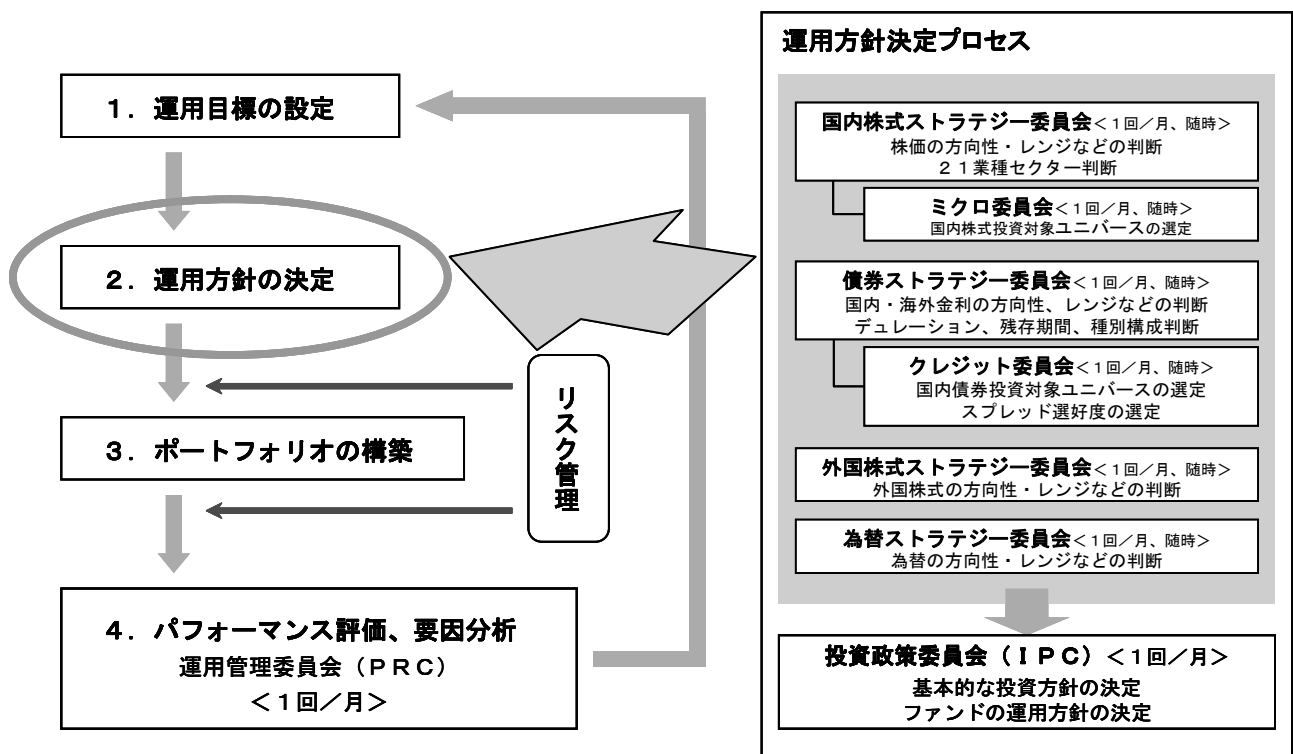 １．運用目標の設定
２．運用方針の決定
３．ポートフォリオの構築
リスク管理
４．パフォーマンス評価、要因分析
運用管理委員会（ＰＲＣ）
＜１回／月＞
運用方針決定プロセス
国内株式ストラテジー委員会＜１回／月、随時＞
株価の方向性・レンジなどの判断
２１業種セクター判断
ミクロ委員会＜１回／月、随時＞
国内株式投資対象ユニバースの選定
債券ストラテジー委員会＜１回／月、随時＞
国内・海外金利の方向性、レンジなどの判断
デュレーション、残存期間、種別構成判断
クレジット委員会＜１回／月、随時＞
国内債券投資対象ユニバースの選定
スプレッド選好度の選定
外国株式ストラテジー委員会＜１回／月、随時＞
外国株式の方向性・レンジなどの判断
為替ストラテジー委員会＜１回／月、随時＞
為替の方向性・レンジなどの判断
投資政策委員会（ＩＰＣ）＜１回／月＞
基本的な投資方針の決定
ファンドの運用方針の決定